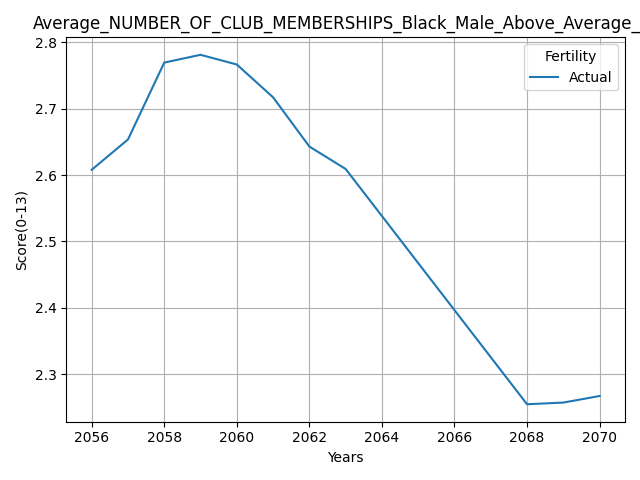 Average_NUMBER_OF_CLUB_MEMBERSHIPS_Black_Male_Above_Average_
Fertility
Actual
2.8
2.7
2.6
2.5
2.4
2.3
Score(0-13)
2056 2058 2060 2062 2064 2066 2068 2070
Years